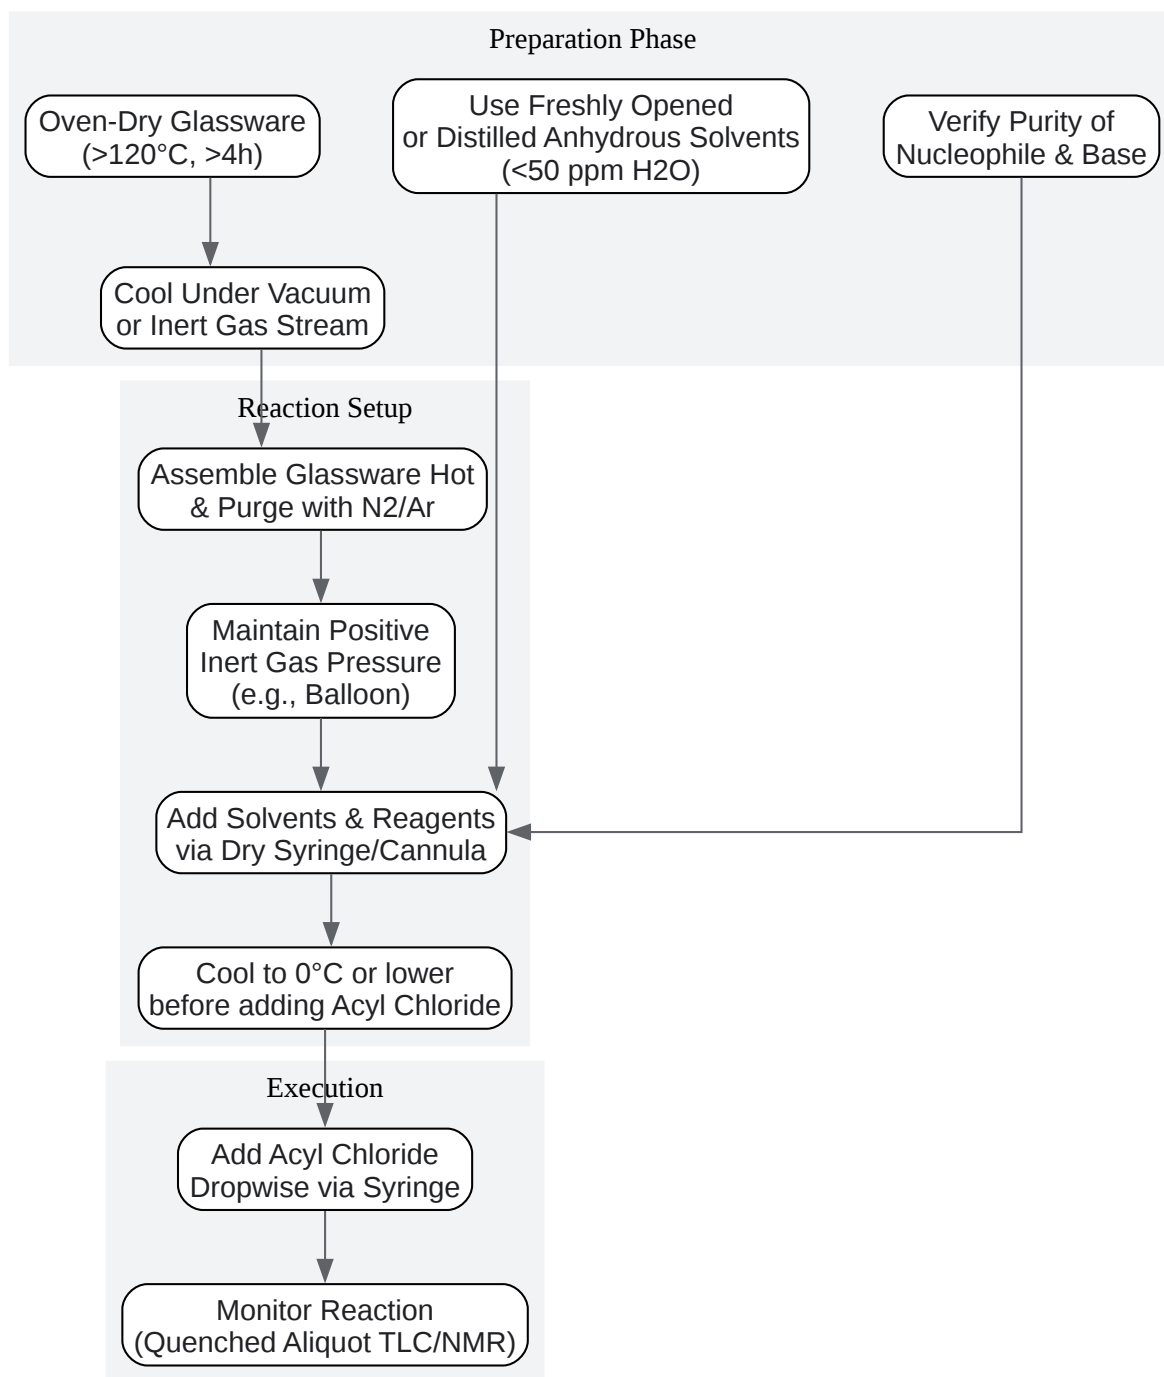 Preparation Phase
Oven-Dry Glassware
(>120°C, >4h)
Use Freshly Opened
or Distilled Anhydrous Solvents
(<50 ppm H2O)
Verify Purity of
Nucleophile & Base
Cool Under Vacuum
or Inert Gas Stream
Reaction Setup
Assemble Glassware Hot
& Purge with N2/Ar
Maintain Positive
Inert Gas Pressure
(e.g., Balloon)
Add Solvents & Reagents
via Dry Syringe/Cannula
Cool to 0°C or lower
before adding Acyl Chloride
Execution
Add Acyl Chloride
Dropwise via Syringe
Monitor Reaction
(Quenched Aliquot TLC/NMR)